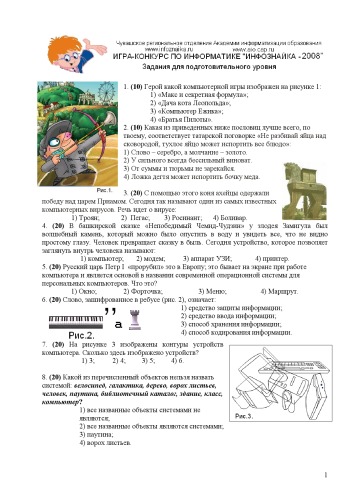 Чувашское региональное отделение Академии информатизации образования
www.infoznaika.ru www.aio.cap.ru
ИГРА-КОНКУРС ПО ИНФОРМАТИКЕ "ИНФОЗНАЙКА - 2008"
Задания для подготовительного уровня
1. (10) Герой какой компьютерной игры изображен на рисунке 1:
1) «Макс и секретная формула»;
2) «Дача кота Леопольда»;
3) «Компьютер Ежика»;
4) «Братья Пилоты».
2. (10) Какая из приведенных ниже пословиц лучше всего, по
твоему, соответствует татарской поговорке «Не разбивай яйца над
сковородой, тухлое яйцо может испортить все блюдо»:
1) Слово – серебро, а молчание – золото.
2) У сильного всегда бессильный виноват.
3) От сумы и тюрьмы не зарекайся.
4) Ложка дегтя может испортить бочку меда.
Рис.1.
3. (20) С помощью этого коня ахейцы одержали
победу над царем Приамом. Сегодня так называют один из самых известных
компьютерных вирусов. Речь идет о вирусе:
1) Троян; 2) Пегас; 3) Росинант; 4) Боливар.
4. (20) В башкирской сказке «Непобедимый Чемид-Чудзин» у злодея Замигула был
волшебный камень, который можно было опустить в воду и увидеть все, что не видно
простому глазу. Человек превращает сказку в быль. Сегодня устройство, которое позволяет
заглянуть внутрь человека называют:
1) компьютер; 2) модем; 3) аппарат УЗИ; 4) принтер.
5. (20) Русский царь Петр I «прорубил» это в Европу; это бывает на экране при работе
компьютера и является основой в названии современной операционной системы для
персональных компьютеров. Что это?
1) Окно; 2) Форточка; 3) Меню; 4) Маршрут.
6. (20) Слово, зашифрованное в ребусе (рис. 2), означает:
1) средство защиты информации;
2) средство ввода информации;
3) способ хранения информации;
4) способ кодирования информации.
" а
Рис.2.
7. (20) На рисунке 3 изображены контуры устройств
компьютера. Сколько здесь изображено устройств?
1) 3; 2) 4; 3) 5; 4) 6.
8. (20) Какой из перечисленный объектов нельзя назвать
системой: велосипед, галактика, дерево, ворох листьев,
человек, паутина, библиотечный каталог, здание, класс,
компьютер?
1) все названные объекты системами не
являются;
2) все названные объекты являются системами;
3) паутина;
4) ворох листьев.
Рис.3.
1